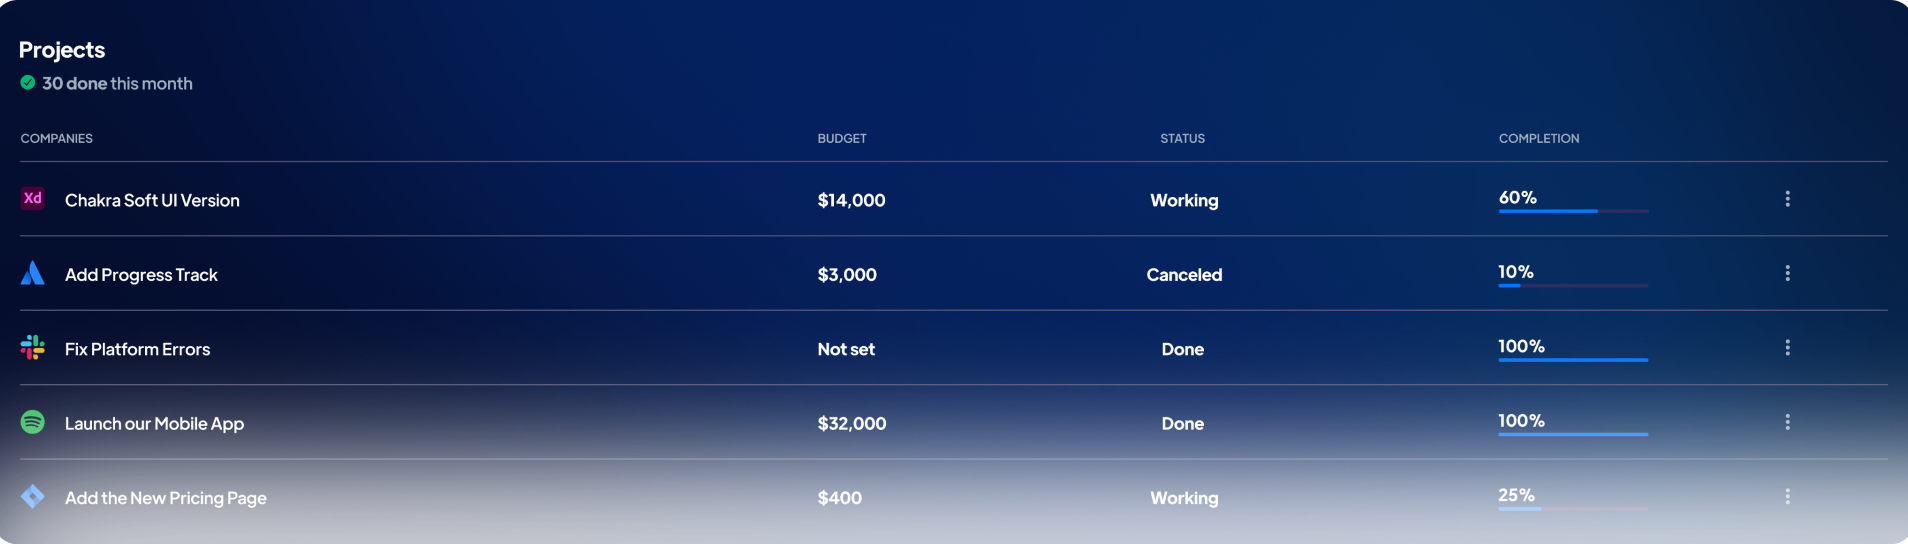 Projects
30 done this month
COMPANIES BUDGET STATUS COMPLETION
Xd Chakra Soft UI Version $14,000 Working 60%
Add Progress Track $3,000 Canceled 10%
Fix Platform Errors Not set Done 100%
Launch our Mobile App $32,000 Done 100%
Add the New Pricing Page $400 Working 25%